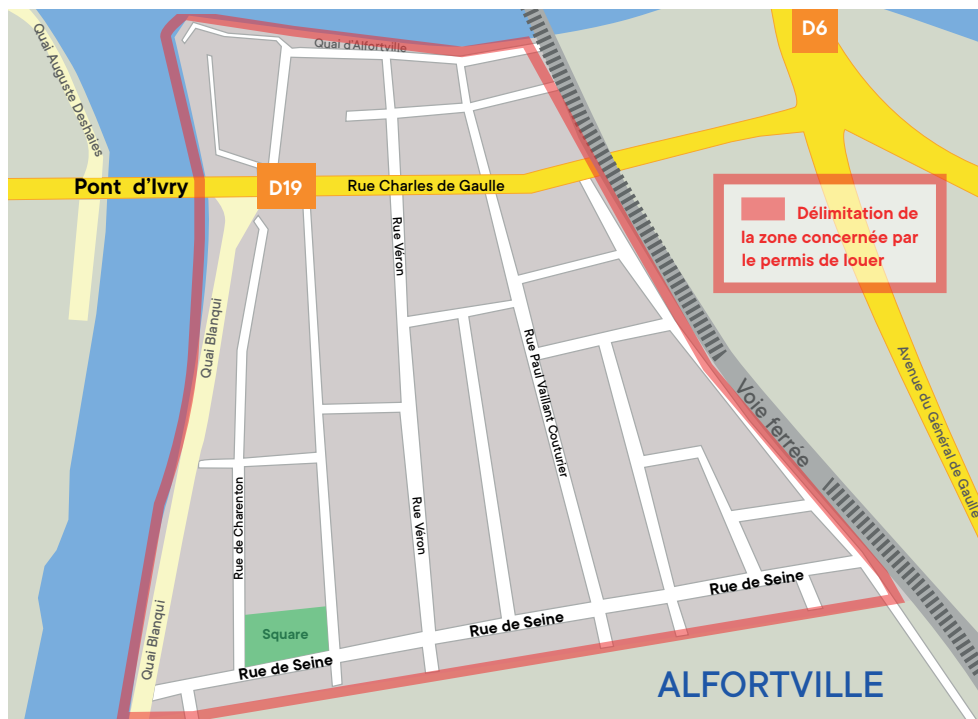 Quai Auguste Deshaies
Quai d'Alfortville
D6
Pont d'Ivry
D19
Rue Charles de Gaulle
Délimitation de
la zone concernée par
le permis de louer
Rue Véron
Quai Blanqui
Rue Paul Vaillant Couturier
Voie ferrée
Avenue du Général de Gaulle
Rue de Charenton
Rue Véron
Rue de Seine
Rue de Seine
Square
Quai Blanqui
Rue de Seine
ALFORTVILLE